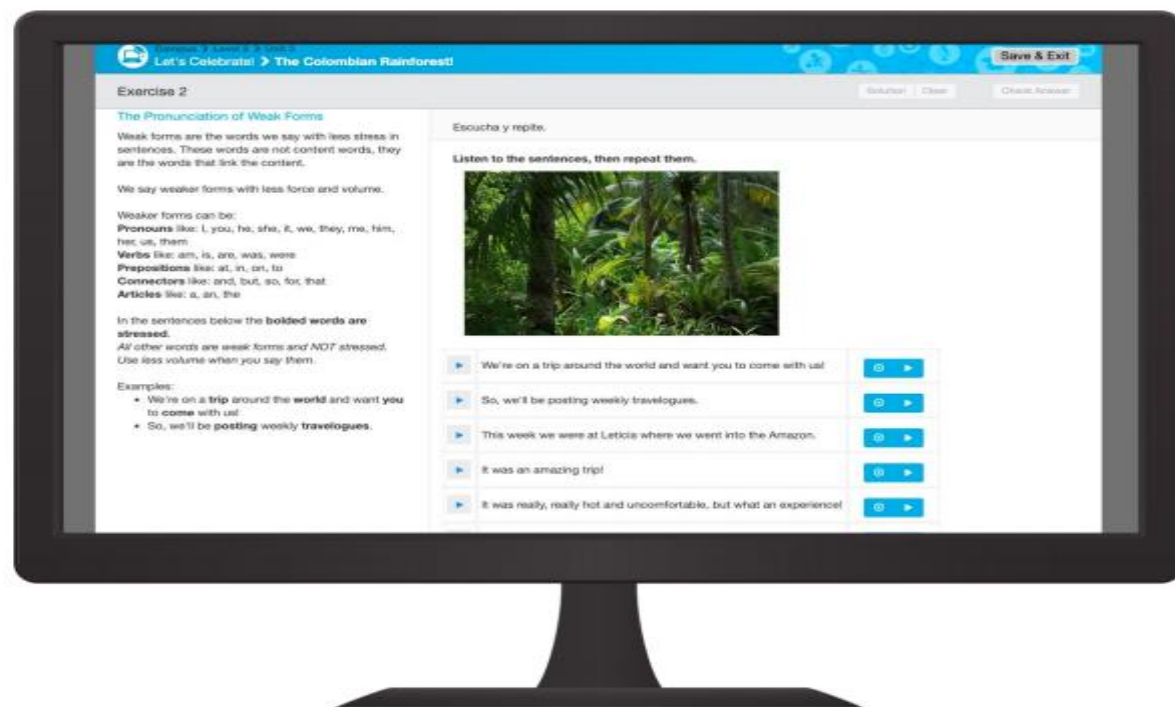 Campus > Level 2 > Unit 5
Let's Celebrate! > The Colombian Rainforest!
Save & Exit
Exercise 2
Solution
Clear
Check Answer
The Pronunciation of Weak Forms
Weak forms are the words we say with less stress in
sentences. These words are not content words, they
are the words that link the content.
We say weaker forms with less force and volume.
Weaker forms can be:
Pronouns like: I, you, he, she, it, we, they, me, him,
her, us, them
Verbs like: am, is, are, was, were
Prepositions like: at, in, on, to
Connectors like: and, but, so, for, that
Articles like: a, an, the
In the sentences below the bolded words are
stressed.
All other words are weak forms and NOT stressed.
Use less volume when you say them.
Examples:
• We're on a trip around the world and want you
to come with us!
• So, we'll be posting weekly travelogues.
Escucha y repite.
Listen to the sentences, then repeat them.
We're on a trip around the world and want you to come with us!
So, we'll be posting weekly travelogues.
This week we were at Leticia where we went into the Amazon.
It was an amazing trip!
It was really, really hot and uncomfortable, but what an experience!